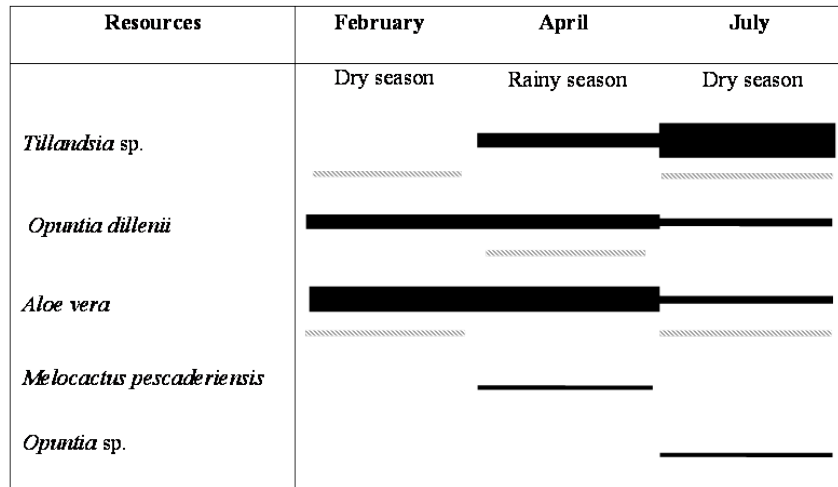 Resources February April July
Dry season Rainy season Dry season
Tillandsia sp.
Opuntia dillenii
Aloe vera
Melocactus pescaderiensis
Opuntia sp.